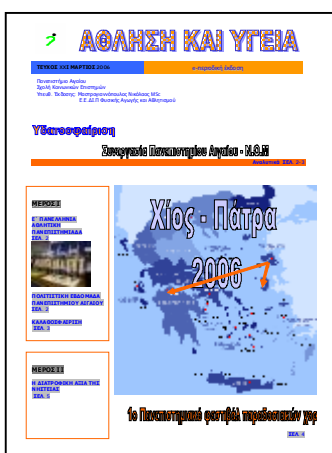 ΑΘΛΗΣΗ ΚΑΙ ΥΓΕΙΑ
ΤΕΥΧΟΣ ΧΧΙ ΜΑΡΤΙΟΣ 2006
e-περιοδική έκδοση
Πανεπιστήμιο Αιγαίου
Σχολή Κοινωνικών Επιστημών
Υπευθ. Έκδοσης: Μαστρογιαννόπουλος Νικόλαος MSc
Ε.Ε.ΔΙ.Π Φυσικής Αγωγής και Αθλητισμού
Υδατοσφαίριση
Συνεργασία Πανεπιστημίου Αιγαίου - Ν.Ο.Χ
Αναλυτικά ΣΕΛ. 2-3
ΜΕΡΟΣ Ι
Ε΄ ΠΑΝΕΛΛΗΝΙΑ
ΑΘΛΗΤΙΚΗ
ΠΑΝΕΠΙΣΤΗΜΙΑΔΑ
ΣΕΛ. 2
ΠΟΛΙΤΙΣΤΙΚΗ ΕΒΔΟΜΑΔΑ
ΠΑΝΕΠΙΣΤΗΜΙΟΥ ΑΙΓΑΙΟΥ
ΣΕΛ. 2
ΚΑΛΑΘΟΣΦΑΙΡΙΣΗ
ΣΕΛ. 3
Χίος - Πάτρα
2006
ΜΕΡΟΣ ΙΙ
Η ΔΙΑΤΡΟΦΙΚΗ ΑΞΙΑ ΤΗΣ
ΝΗΣΤΕΙΑΣ
ΣΕΛ. 5
1ο Πανεπιστημιακό φεστιβάλ παραδοσιακών χορ
ΣΕΛ. 4